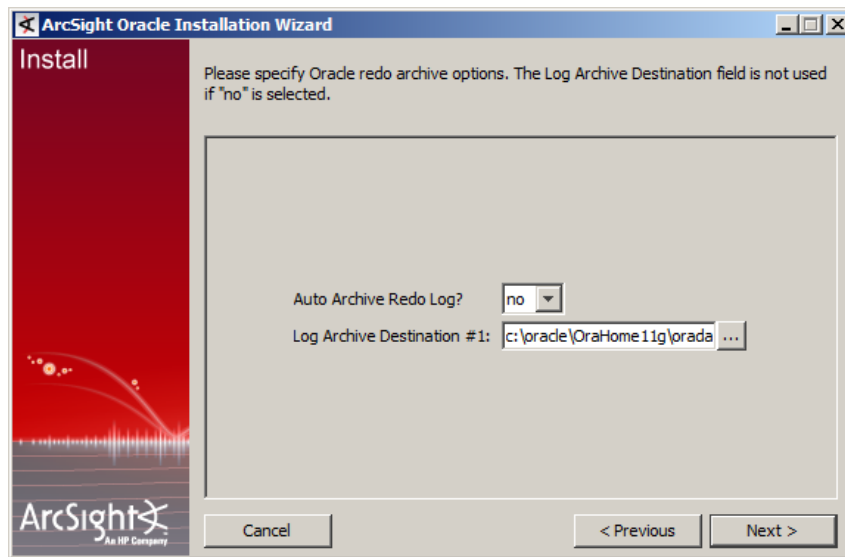 ArcSight Oracle Installation Wizard
Install
Please specify Oracle redo archive options. The Log Archive Destination field is not used
if "no" is selected.
Auto Archive Redo Log?
no
Log Archive Destination #1:
c:\oracle\OraHome11g\orada
...
ArcSight
An HP Company
Cancel
< Previous
Next >